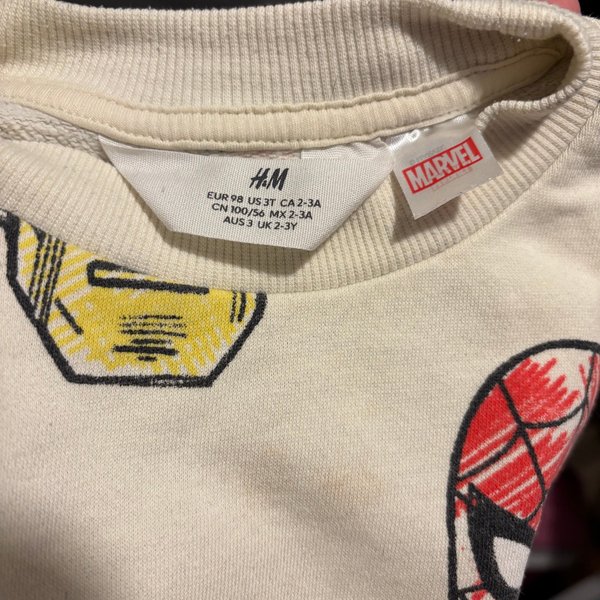 H&M
EUR 98 US 3T CA 2-3A
CN 100/56 MX 2-3A
AUS 3 UK 2-3Y
MARVEL